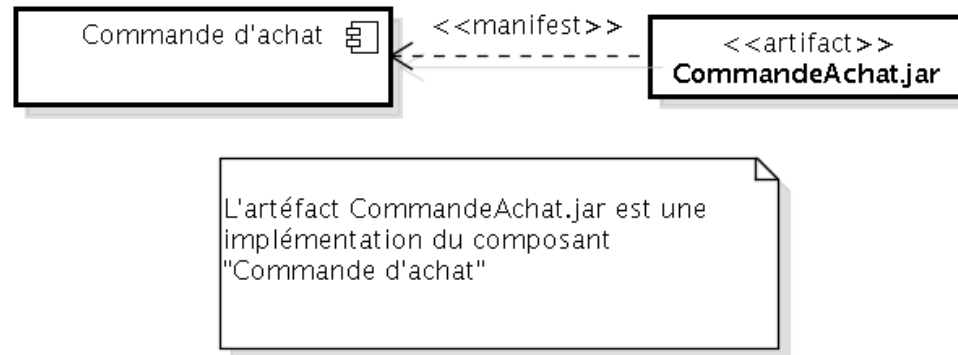 Commande d'achat
<<manifest>>
<<artifact>>
CommandeAchat.jar
L'artéfact CommandeAchat.jar est une
implémentation du composant
"Commande d'achat"